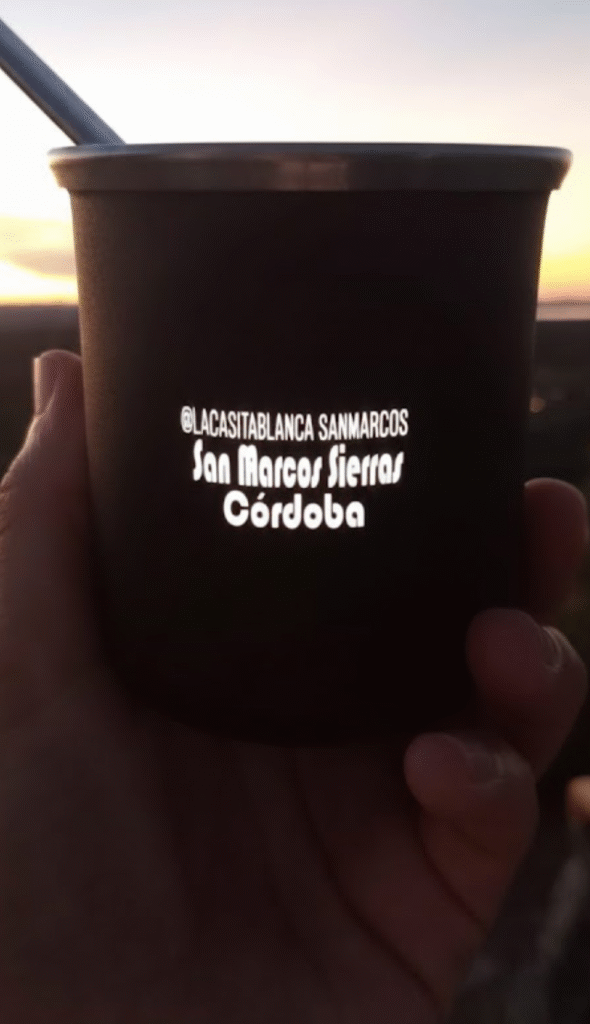 @LACASITABLANCA SANMARCOS
San Marcos Sierras
Córdoba